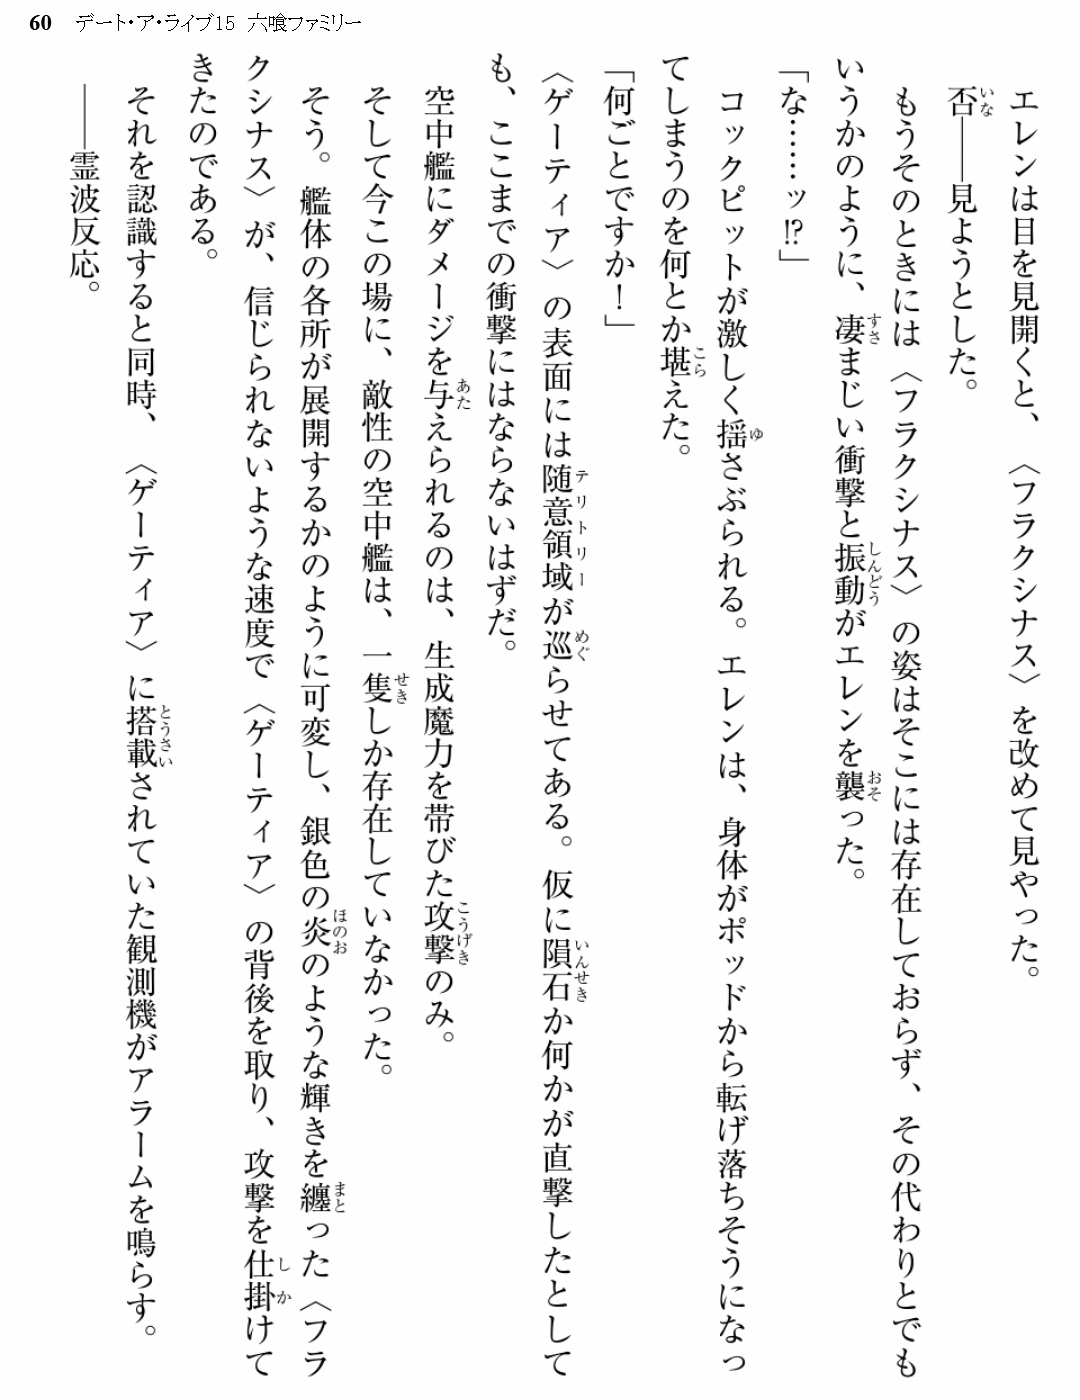 60 デート・ア・ライブ15 六喰ファミリー
エレンは目を見開くと、〈フラクシナス〉を改めて見やった。
否――見ようとした。
もうそのときには〈フラクシナス〉の姿はそこには存在しておらず、その代わりとでも
いうかのように、凄まじい衝撃と振動がエレンを襲った。
「な……ッ!?」
コックピットが激しく揺さぶられる。エレンは、身体がポッドから転げ落ちそうになっ
てしまうのを何とか堪えた。
「何ごとですか！」
〈ゲーティア〉の表面には随意領域が巡らせてある。仮に隕石か何かが直撃したとして
も、ここまでの衝撃にはならないはずだ。
空中艦にダメージを与えられるのは、生成魔力を帯びた攻撃のみ。
そして今この場に、敵性の空中艦は、一隻しか存在していなかった。
そう。艦体の各所が展開するかのように可変し、銀色の炎のような輝きを纏った〈フラ
クシナス〉が、信じられないような速度で〈ゲーティア〉の背後を取り、攻撃を仕掛けて
きたのである。
それを認識すると同時、〈ゲーティア〉に搭載されていた観測機がアラームを鳴らす。
――霊波反応。